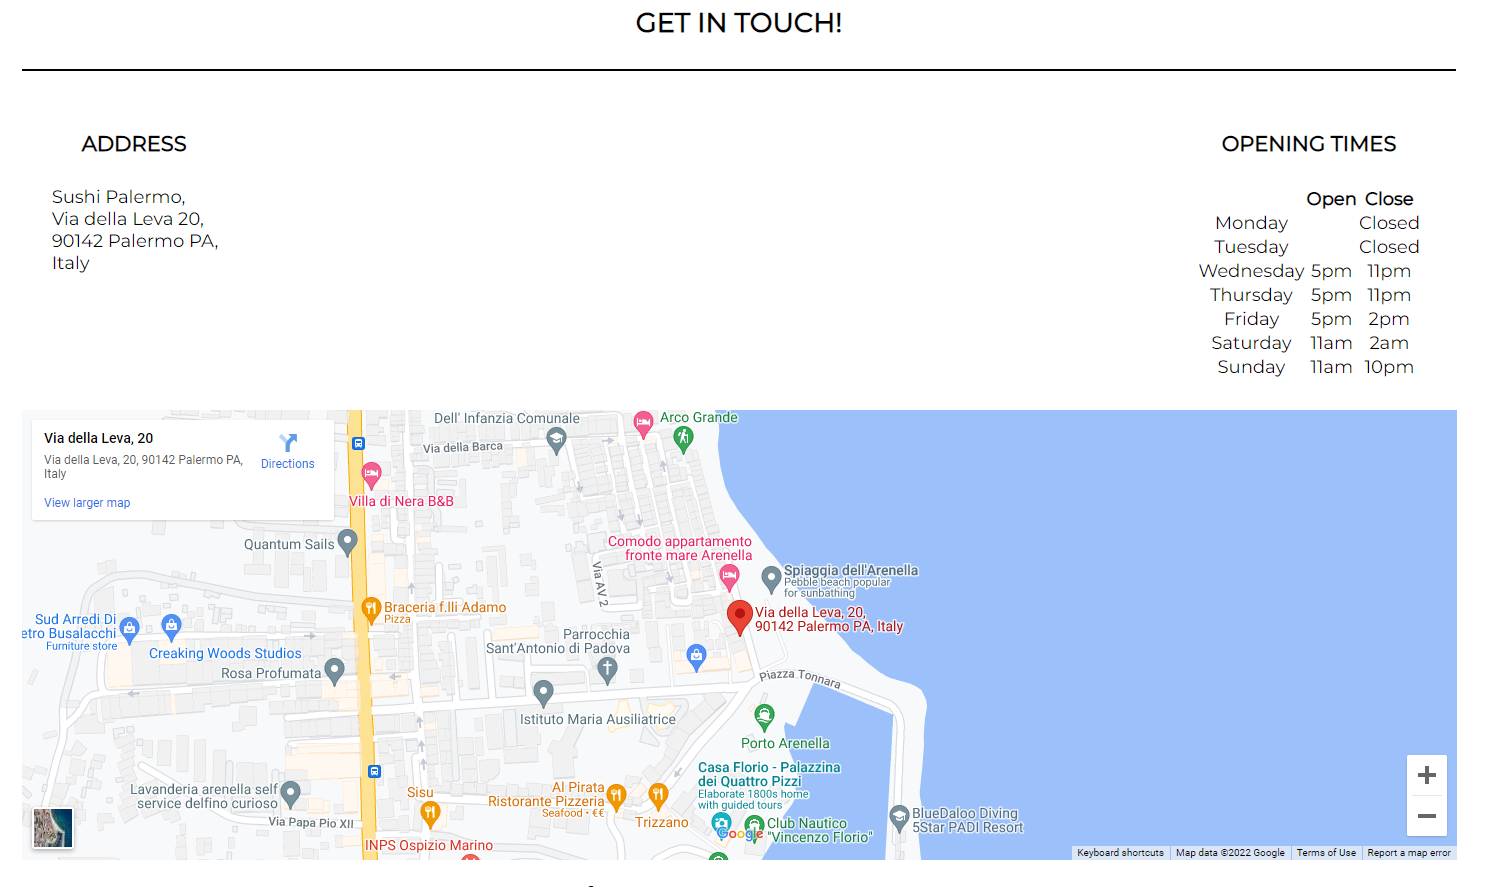 GET IN TOUCH!
ADDRESS
Sushi Palermo,
Via della Leva 20,
90142 Palermo PA,
Italy
OPENING TIMES
Open Close
Monday Closed
Tuesday Closed
Wednesday 5pm 11pm
Thursday 5pm 11pm
Friday 5pm 2pm
Saturday 11am 2am
Sunday 11am 10pm
Via della Leva, 20
Via della Leva, 20, 90142 Palermo PA,
Italy
Directions
View larger map
Dell' Infanzia Comunale
Arco Grande
Via della Barca
Villa di Nera B&B
Quantum Sails
Comodo appartamento
fronte mare Arenella
Via AV 2
Spiaggia dell'Arenella
Pebble beach popular
for sunbathing
Braceria f.lli Adamo
Pizza
Via della Leva, 20,
90142 Palermo PA, Italy
Sud Arredi Di
etro Busalacchi
Furniture store
Creaking Woods Studios
Parrocchia
Sant'Antonio di Padova
Rosa Profumata
Piazza Tonnara
Istituto Maria Ausiliatrice
Porto Arenella
Casa Florio - Palazzina
dei Quattro Pizzi
Elaborate 1800s home
with guided tours
Lavanderia arenella self
service delfino curioso
Sisu
Al Pirata
Ristorante Pizzeria
Seafood • €€
Trizzano
Via Papa Pio XII
Google
Club Nautico
"Vincenzo Florio"
BlueDaloo Diving
5Star PADI Resort
INPS Ospizio Marino
Keyboard shortcuts
Map data ©2022 Google
Terms of Use
Report a map error